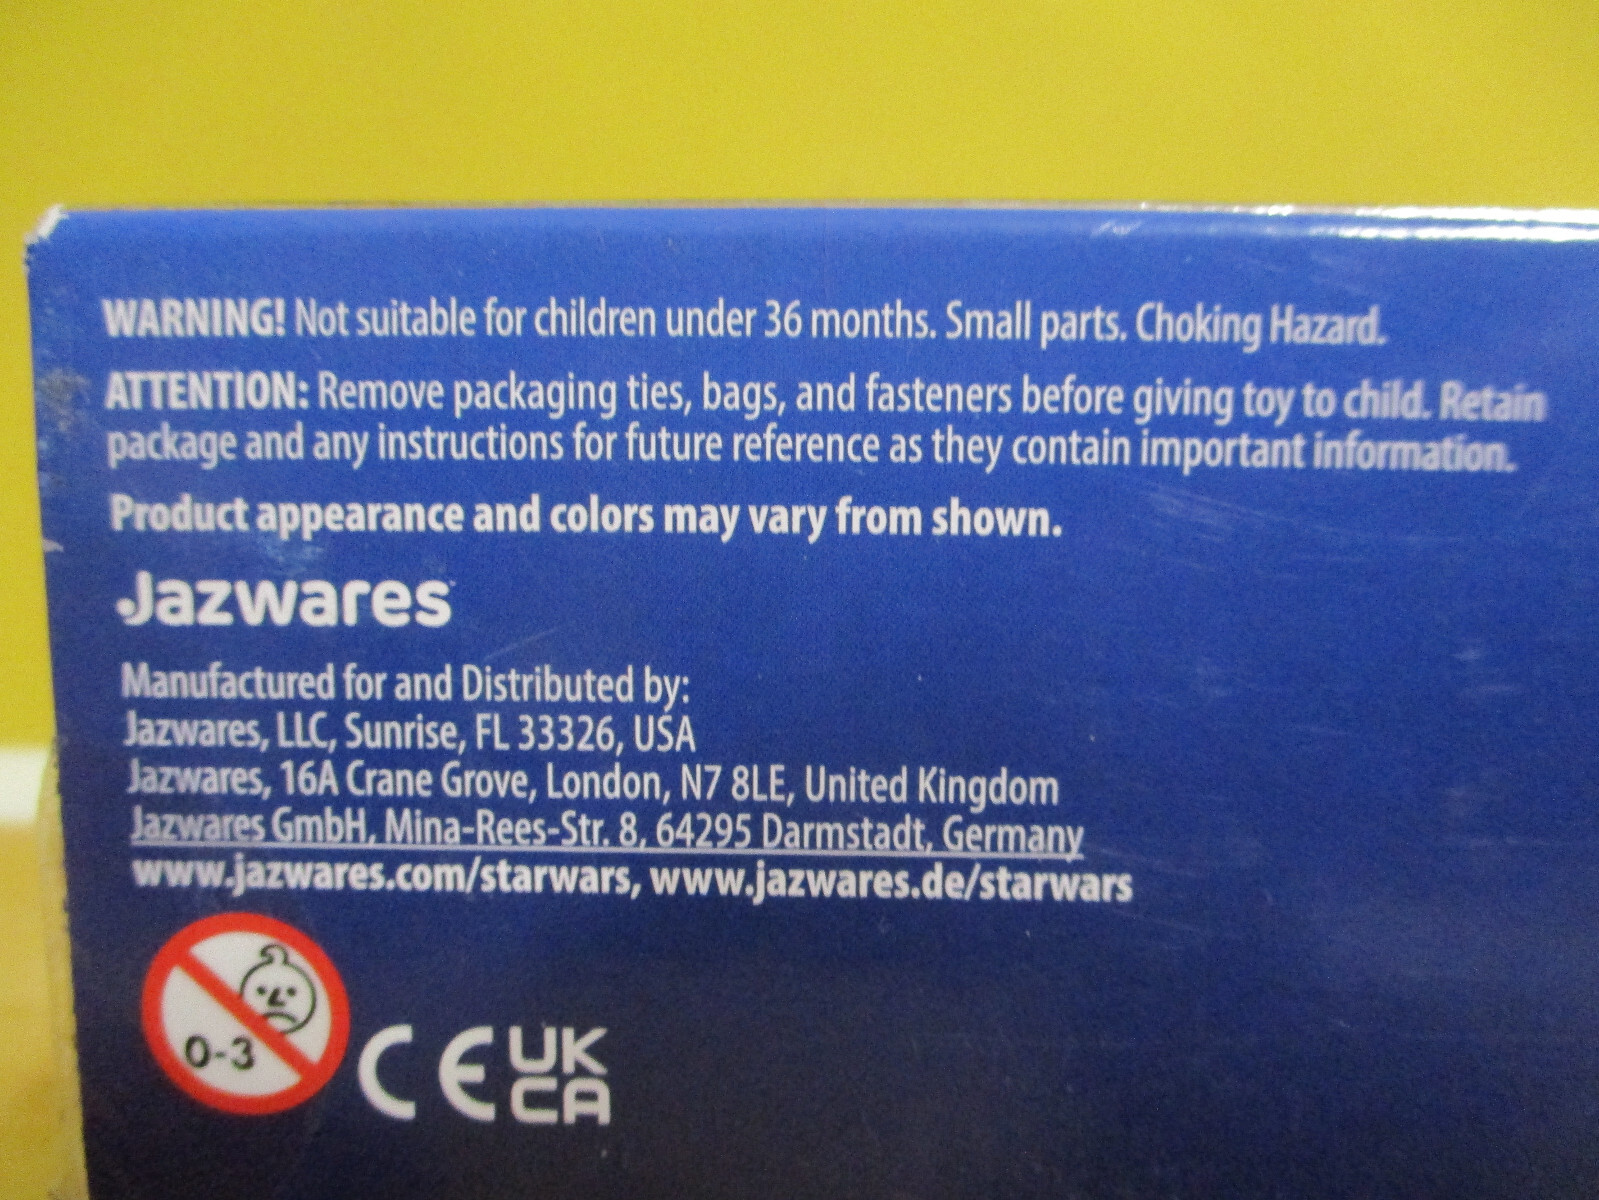 WARNING! Not suitable for children under 36 months. Small parts. Choking Hazard.
ATTENTION: Remove packaging ties, bags, and fasteners before giving toy to child. Retain
package and any instructions for future reference as they contain important information.
Product appearance and colors may vary from shown.
Jazwares
Manufactured for and Distributed by:
Jazwares, LLC, Sunrise, FL 33326, USA
Jazwares, 16A Crane Grove, London, N7 8LE, United Kingdom
Jazwares GmbH, Mina-Rees-Str. 8, 64295 Darmstadt, Germany
www.jazwares.com/starwars, www.jazwares.de/starwars
0-3
CE UK
CA